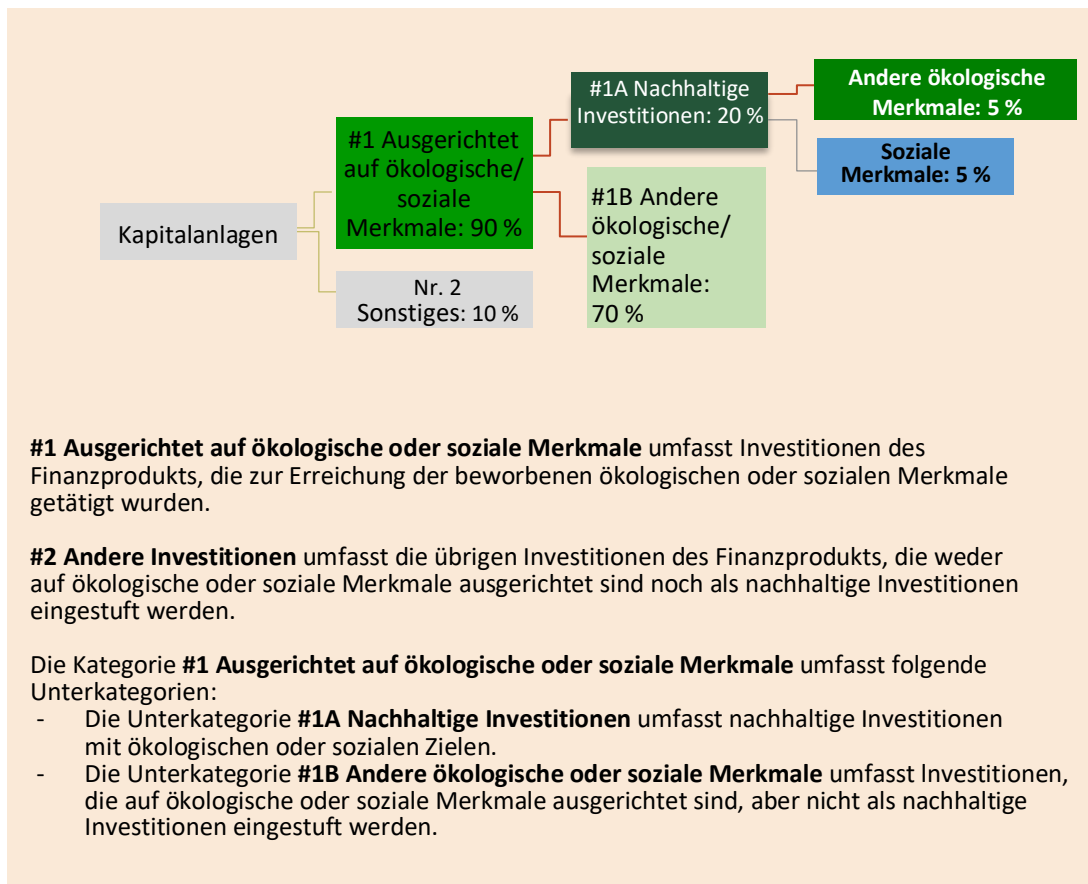 Kapitalanlagen
#1 Ausgerichtet
auf ökologische/
soziale
Merkmale: 90 %
Nr. 2
Sonstiges: 10 %
#1A Nachhaltige
Investitionen: 20 %
#1B Andere
ökologische/
soziale
Merkmale:
70 %
Andere ökologische
Merkmale: 5 %
Soziale
Merkmale: 5 %
#1 Ausgerichtet auf ökologische oder soziale Merkmale umfasst Investitionen des
Finanzprodukts, die zur Erreichung der beworbenen ökologischen oder sozialen Merkmale
getätigt wurden.
#2 Andere Investitionen umfasst die übrigen Investitionen des Finanzprodukts, die weder
auf ökologische oder soziale Merkmale ausgerichtet sind noch als nachhaltige Investitionen
eingestuft werden.
Die Kategorie #1 Ausgerichtet auf ökologische oder soziale Merkmale umfasst folgende
Unterkategorien:
- Die Unterkategorie #1A Nachhaltige Investitionen umfasst nachhaltige Investitionen
mit ökologischen oder sozialen Zielen.
- Die Unterkategorie #1B Andere ökologische oder soziale Merkmale umfasst Investitionen,
die auf ökologische oder soziale Merkmale ausgerichtet sind, aber nicht als nachhaltige
Investitionen eingestuft werden.